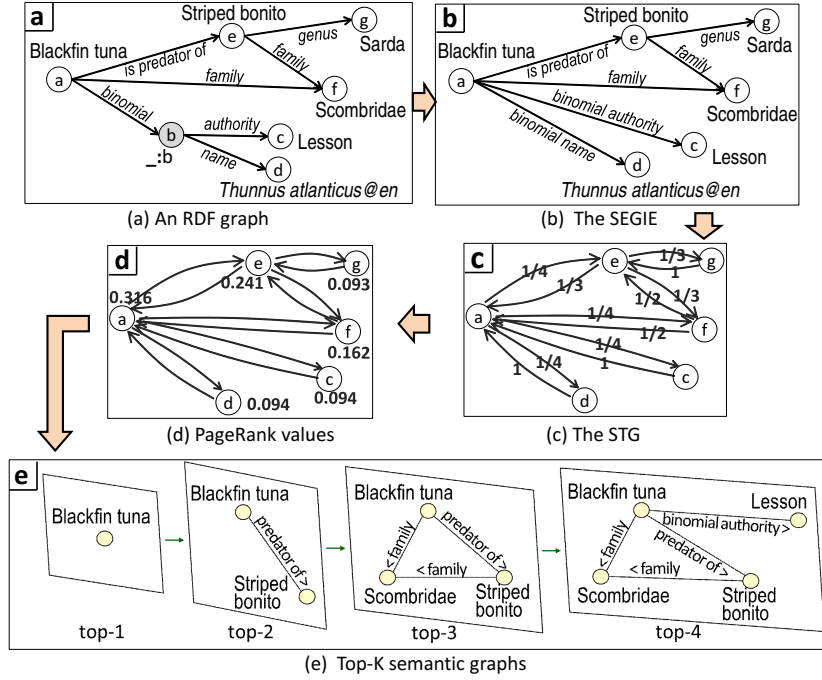 a
Striped bonito
g
Blackfin tuna
e
genus
Sarda
is predator of
family
a
family
f
Scombridae
binomial
authority
b
c
Lesson
_:b
name
d
Thunnus atlanticus@en
(a) An RDF graph
b
Striped bonito
g
Blackfin tuna
e
genus
Sarda
is predator of
family
a
family
f
Scombridae
binomial authority
c
Lesson
binomial name
d
Thunnus atlanticus@en
(b) The SEGIE
d
e
g
0.316
0.241
0.093
a
f
0.162
c
d
0.094
0.094
(d) PageRank values
c
e
1/3
g
1/4
1
1/3
1/2
1/3
a
1/4
f
1/2
1/4
1
1/4
c
1
d
(c) The STG
e
Blackfin tuna
top-1
Blackfin tuna
predator of >
Striped
bonito
top-2
Blackfin tuna
< family
predator of >
< family
Scombridae
Striped
bonito
top-3
Blackfin tuna
Lesson
binomial authority >
< family
predator of >
< family
Scombridae
Striped
bonito
top-4
(e) Top-K semantic graphs